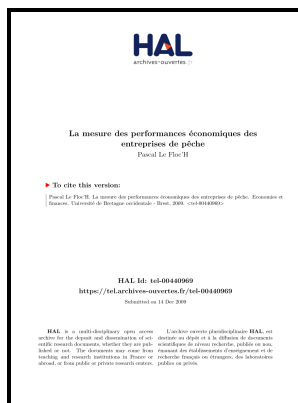 HAL
archives-ouvertes.fr
La mesure des performances économiques des
entreprises de pêche
Pascal Le Floc'H
▶ To cite this version:
Pascal Le Floc'H. La mesure des performances économiques des entreprises de pêche. Economies et
finances. Université de Bretagne occidentale - Brest, 2009. <tel-00440969>
HAL Id: tel-00440969
https://tel.archives-ouvertes.fr/tel-00440969
Submitted on 14 Dec 2009
HAL is a multi-disciplinary open access
archive for the deposit and dissemination of sci-
entific research documents, whether they are pub-
lished or not. The documents may come from
teaching and research institutions in France or
abroad, or from public or private research centers.
L'archive ouverte pluridisciplinaire HAL, est
destinée au dépôt et à la diffusion de documents
scientifiques de niveau recherche, publiés ou non,
émanant des établissements d'enseignement et de
recherche français ou étrangers, des laboratoires
publics ou privés.